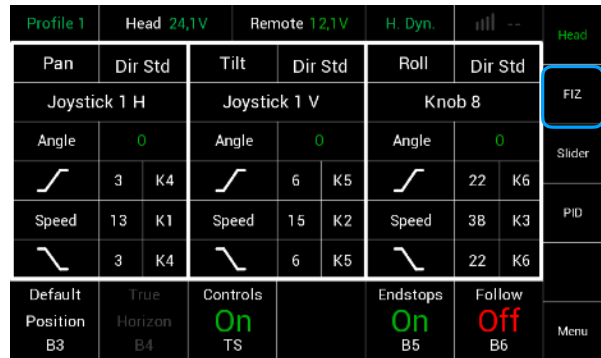 Profile 1 Head 24,1V Remote 12,1V H. Dyn. -- Head
Pan Dir Std Tilt Dir Std Roll Dir Std
Joystick 1 H Joystick 1 V Knob 8 FIZ
Angle 0 Angle 0 Angle 0 Slider
3 K4 6 K5 22 K6
Speed 13 K1 Speed 15 K2 Speed 38 K3 PID
3 K4 6 K5 22 K6
Default True Controls Endstops Follow
Position Horizon On On Off Menu
B3 B4 TS B5 B6